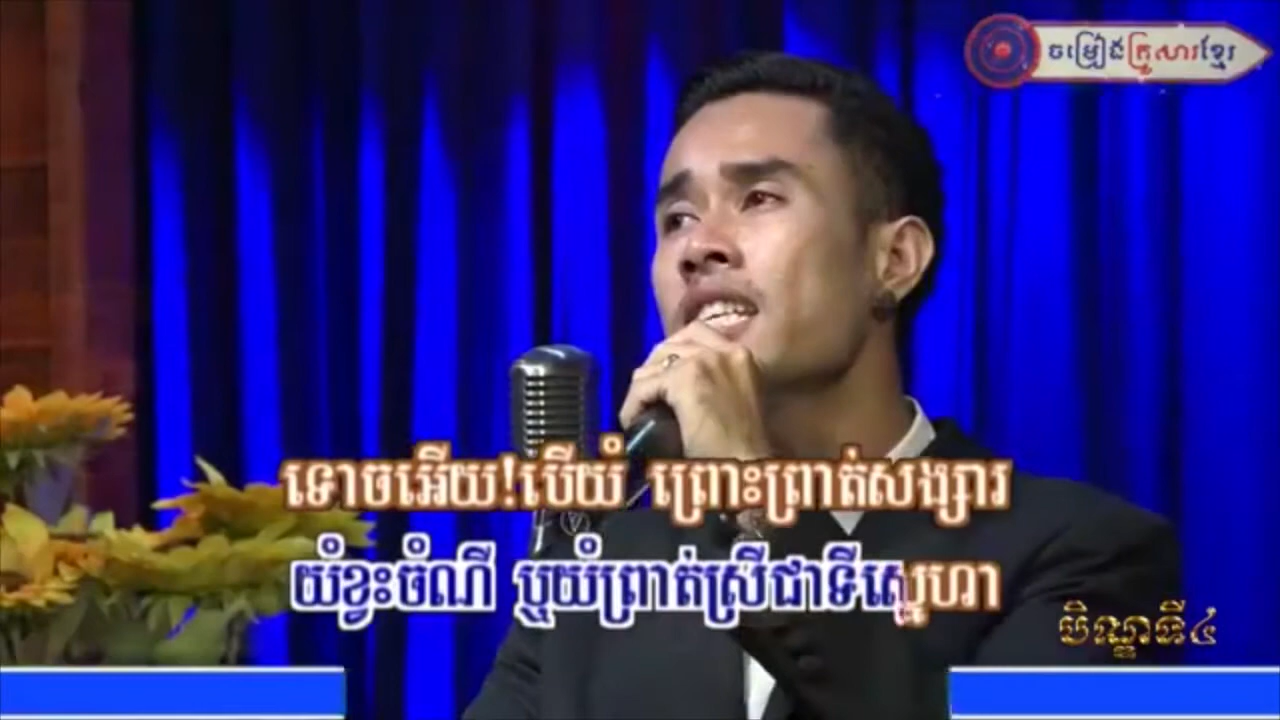 ចម្រៀងគ្រួសារខ្មែរ
ទោចអើយ!បើយំ ព្រោះព្រាត់សង្សារ
យំខ្វះចំណី ឬយំព្រាត់ស្រីជាទីស្នេហា
បិណ្ឌទី៤